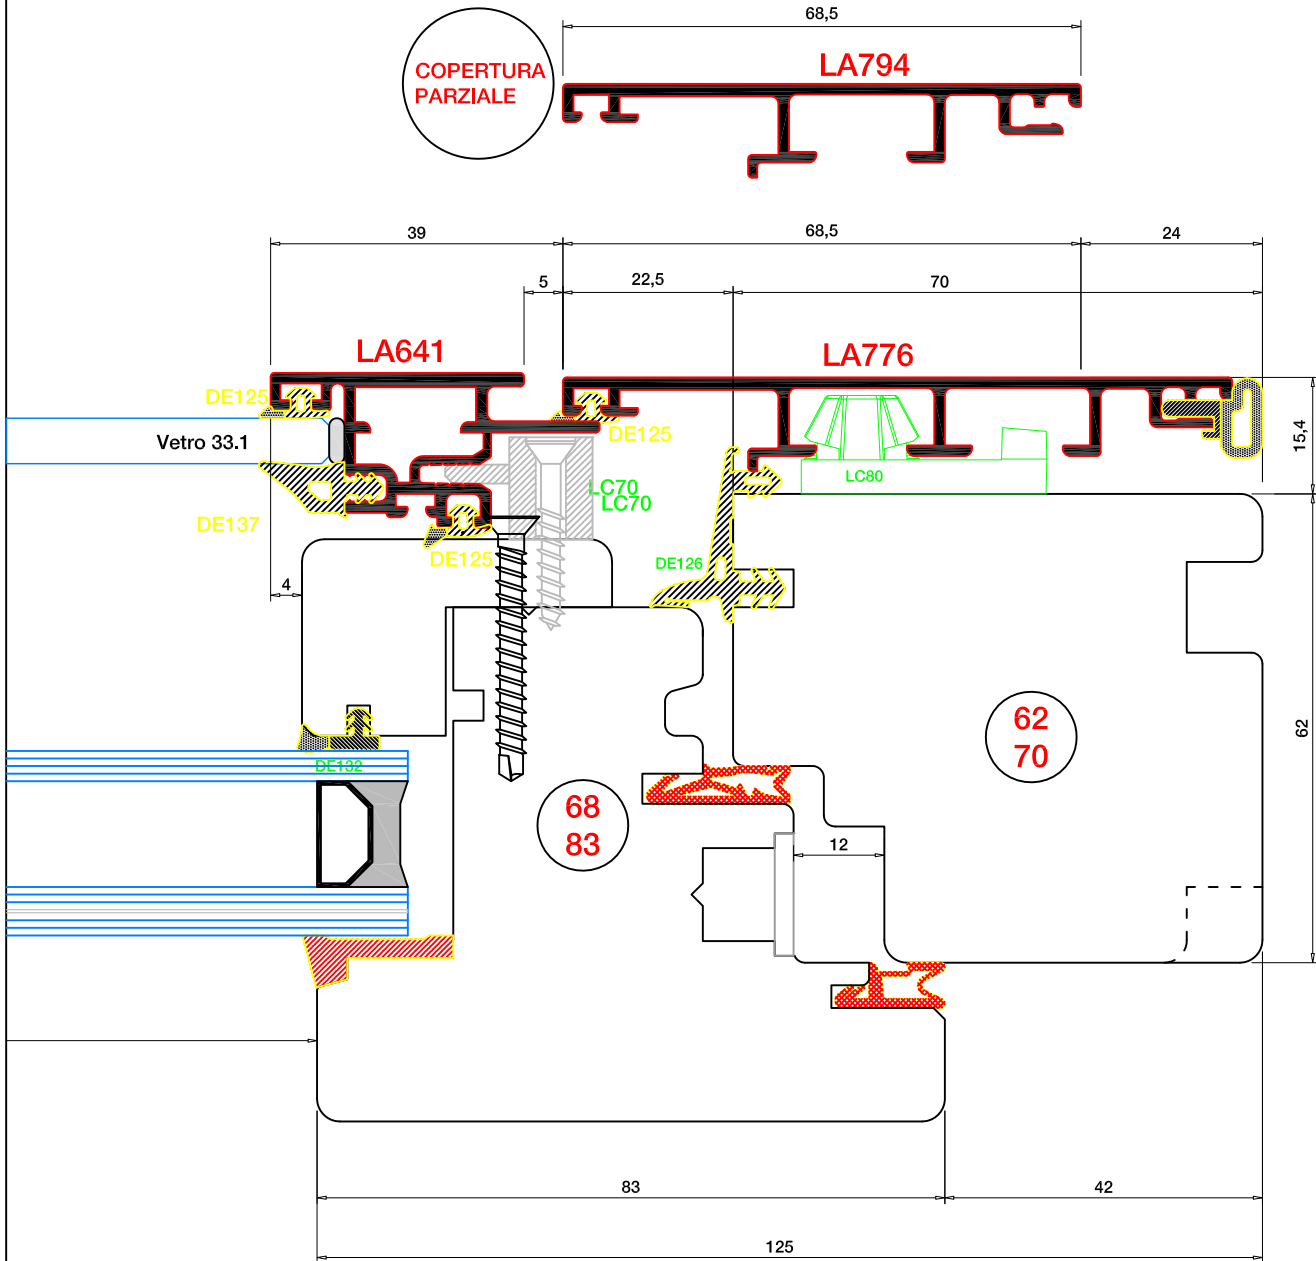 68,5
COPERTURA
PARZIALE
LA794
39
68,5
24
5
22,5
70
LA641
LA776
DE125
DE125
Vetro 33.1
15,4
LC80
LC70
LC70
DE137
DE125
DE126
4
62
70
62
DE132
68
83
12
83
42
125